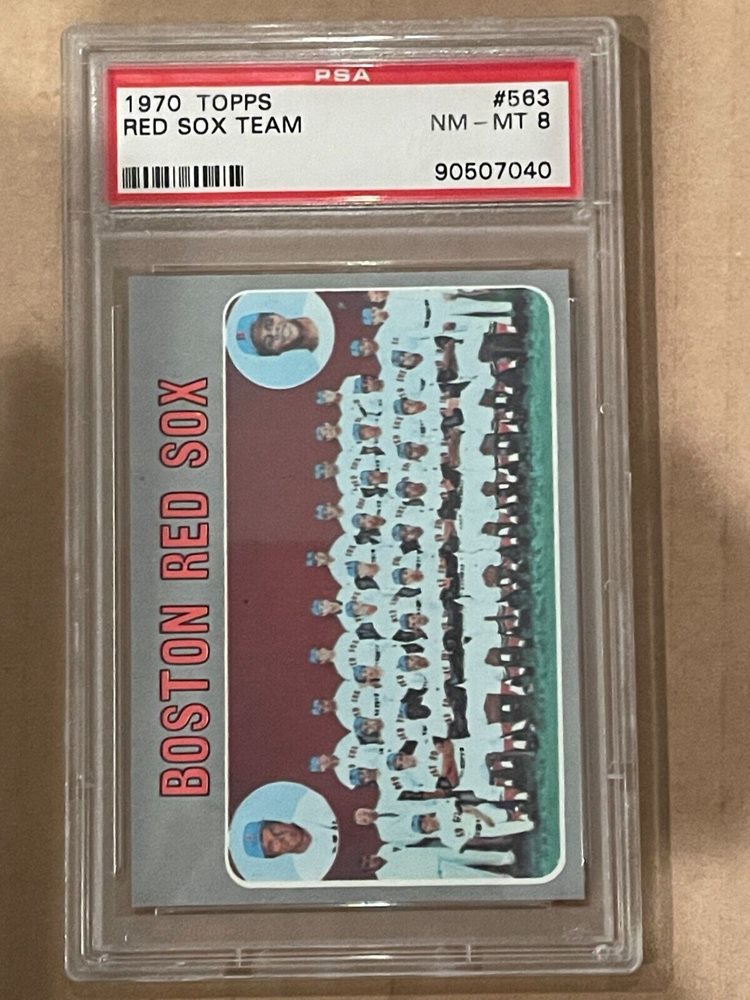 PSA
1970 TOPPS #563
RED SOX TEAM NM - MT 8
90507040
BOSTON RED SOX